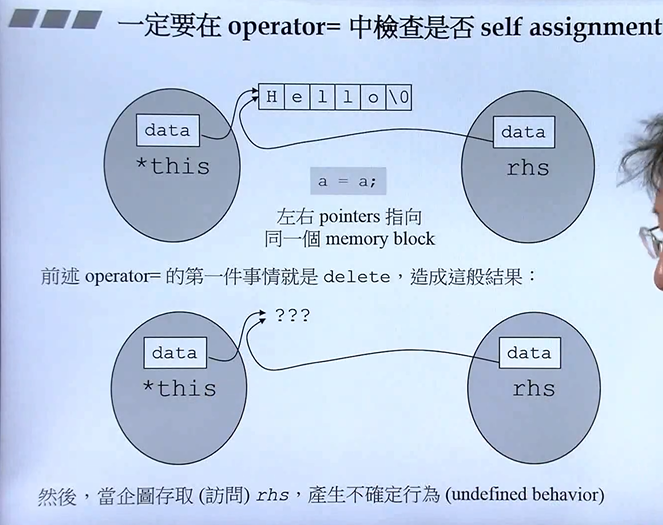 一定要在 operator= 中檢查是否 self assignment
H e l l o \0
data
data
*this
rhs
a = a;
左右 pointers 指向
同一個 memory block
前述 operator= 的第一件事情就是 delete，造成這般結果：
???
data
data
*this
rhs
然後，當企圖存取 (訪問) rhs，產生不確定行為 (undefined behavior)